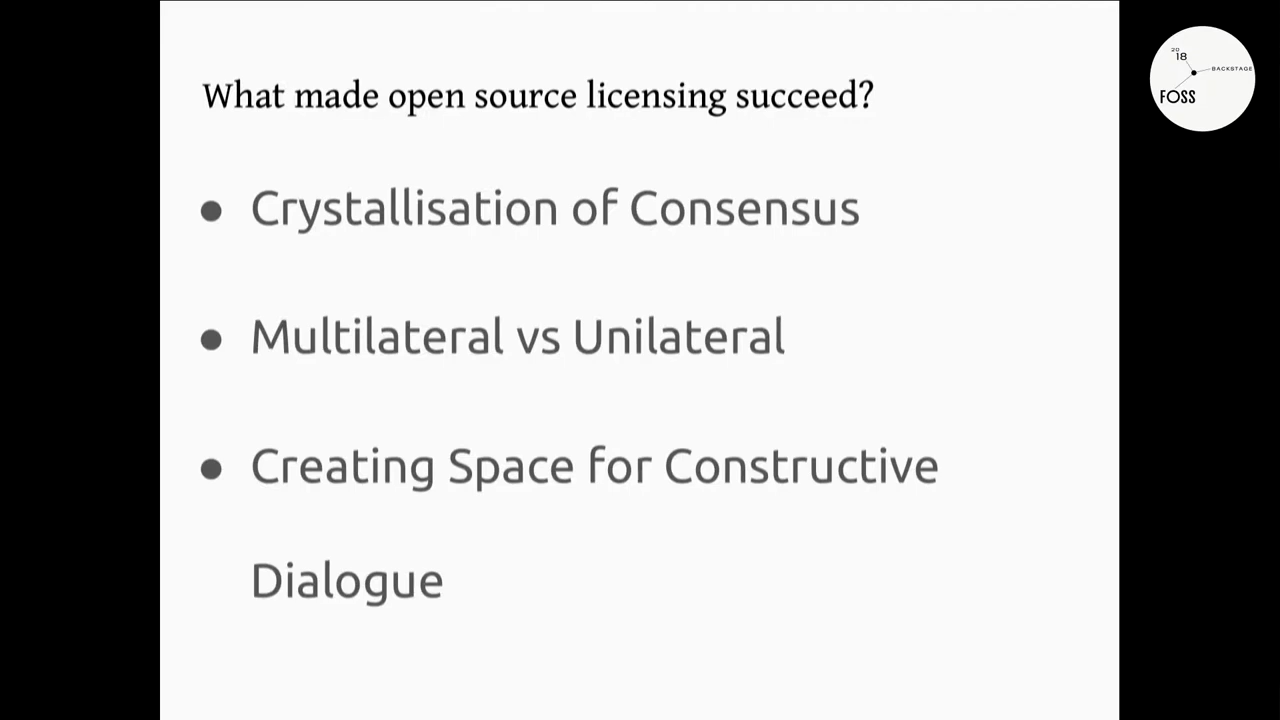 What made open source licensing succeed?
● Crystallisation of Consensus
● Multilateral vs Unilateral
● Creating Space for Constructive
Dialogue
20
18
BACKSTAGE
FOSS